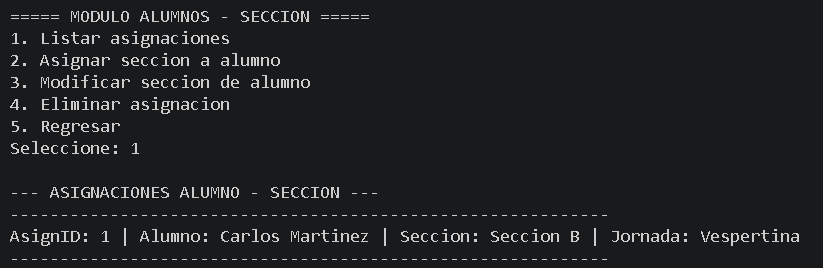 ===== MODULO ALUMNOS - SECCION =====
1. Listar asignaciones
2. Asignar seccion a alumno
3. Modificar seccion de alumno
4. Eliminar asignacion
5. Regresar
Seleccione: 1

--- ASIGNACIONES ALUMNO - SECCION ---
------------------------------------------------------------
AsignID: 1 | Alumno: Carlos Martinez | Seccion: Seccion B | Jornada: Vespertina
------------------------------------------------------------